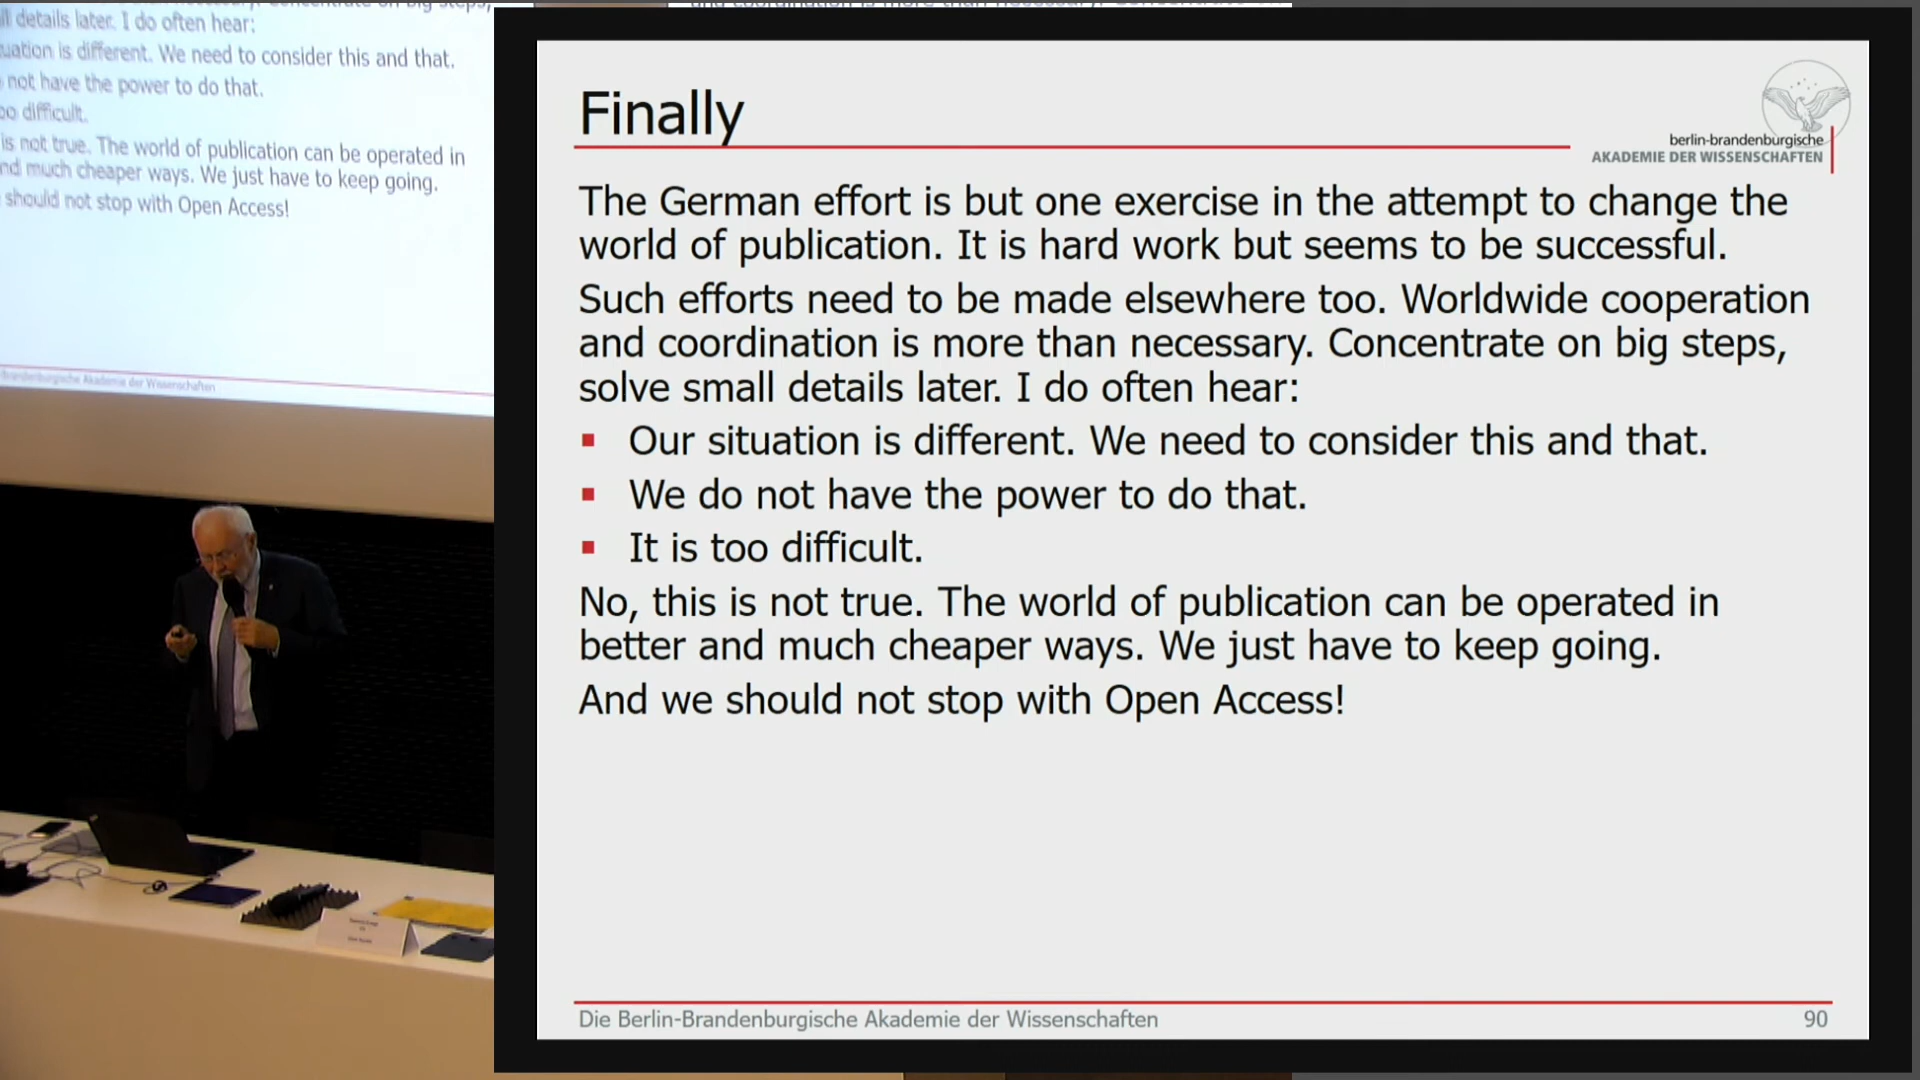 ll details later. I do often hear:
uation is different. We need to consider this and that.
not have the power to do that.
oo difficult.
is not true. The world of publication can be operated in
nd much cheaper ways. We just have to keep going.
should not stop with Open Access!
Brandenburgische Akademie der Wissenschaften
Finally
berlin-brandenburgische
AKADEMIE DER WISSENSCHAFTEN
The German effort is but one exercise in the attempt to change the
world of publication. It is hard work but seems to be successful.
Such efforts need to be made elsewhere too. Worldwide cooperation
and coordination is more than necessary. Concentrate on big steps,
solve small details later. I do often hear:
▪ Our situation is different. We need to consider this and that.
▪ We do not have the power to do that.
▪ It is too difficult.
No, this is not true. The world of publication can be operated in
better and much cheaper ways. We just have to keep going.
And we should not stop with Open Access!
Die Berlin-Brandenburgische Akademie der Wissenschaften
90